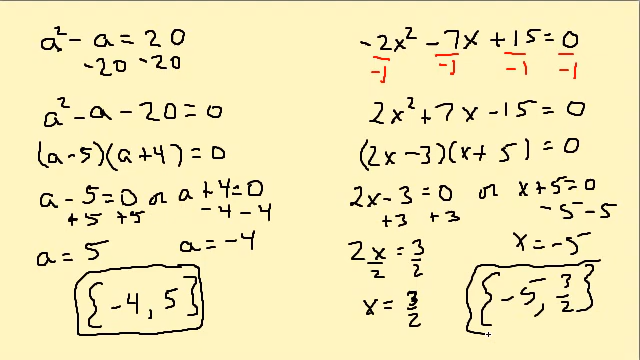 a² - a = 20
-20 -20
a² - a - 20 = 0
(a - 5)(a + 4) = 0
a - 5 = 0 or a + 4 = 0
+5 +5 -4 -4
a = 5 a = -4
{-4, 5}
-2x² - 7x + 15 = 0
-1 -1 -1 -1
2x² + 7x - 15 = 0
(2x - 3)(x + 5) = 0
2x - 3 = 0 or x + 5 = 0
+3 +3 -5 -5
2x/2 = 3/2 x = -5
x = 3/2 {-5, 3/2}